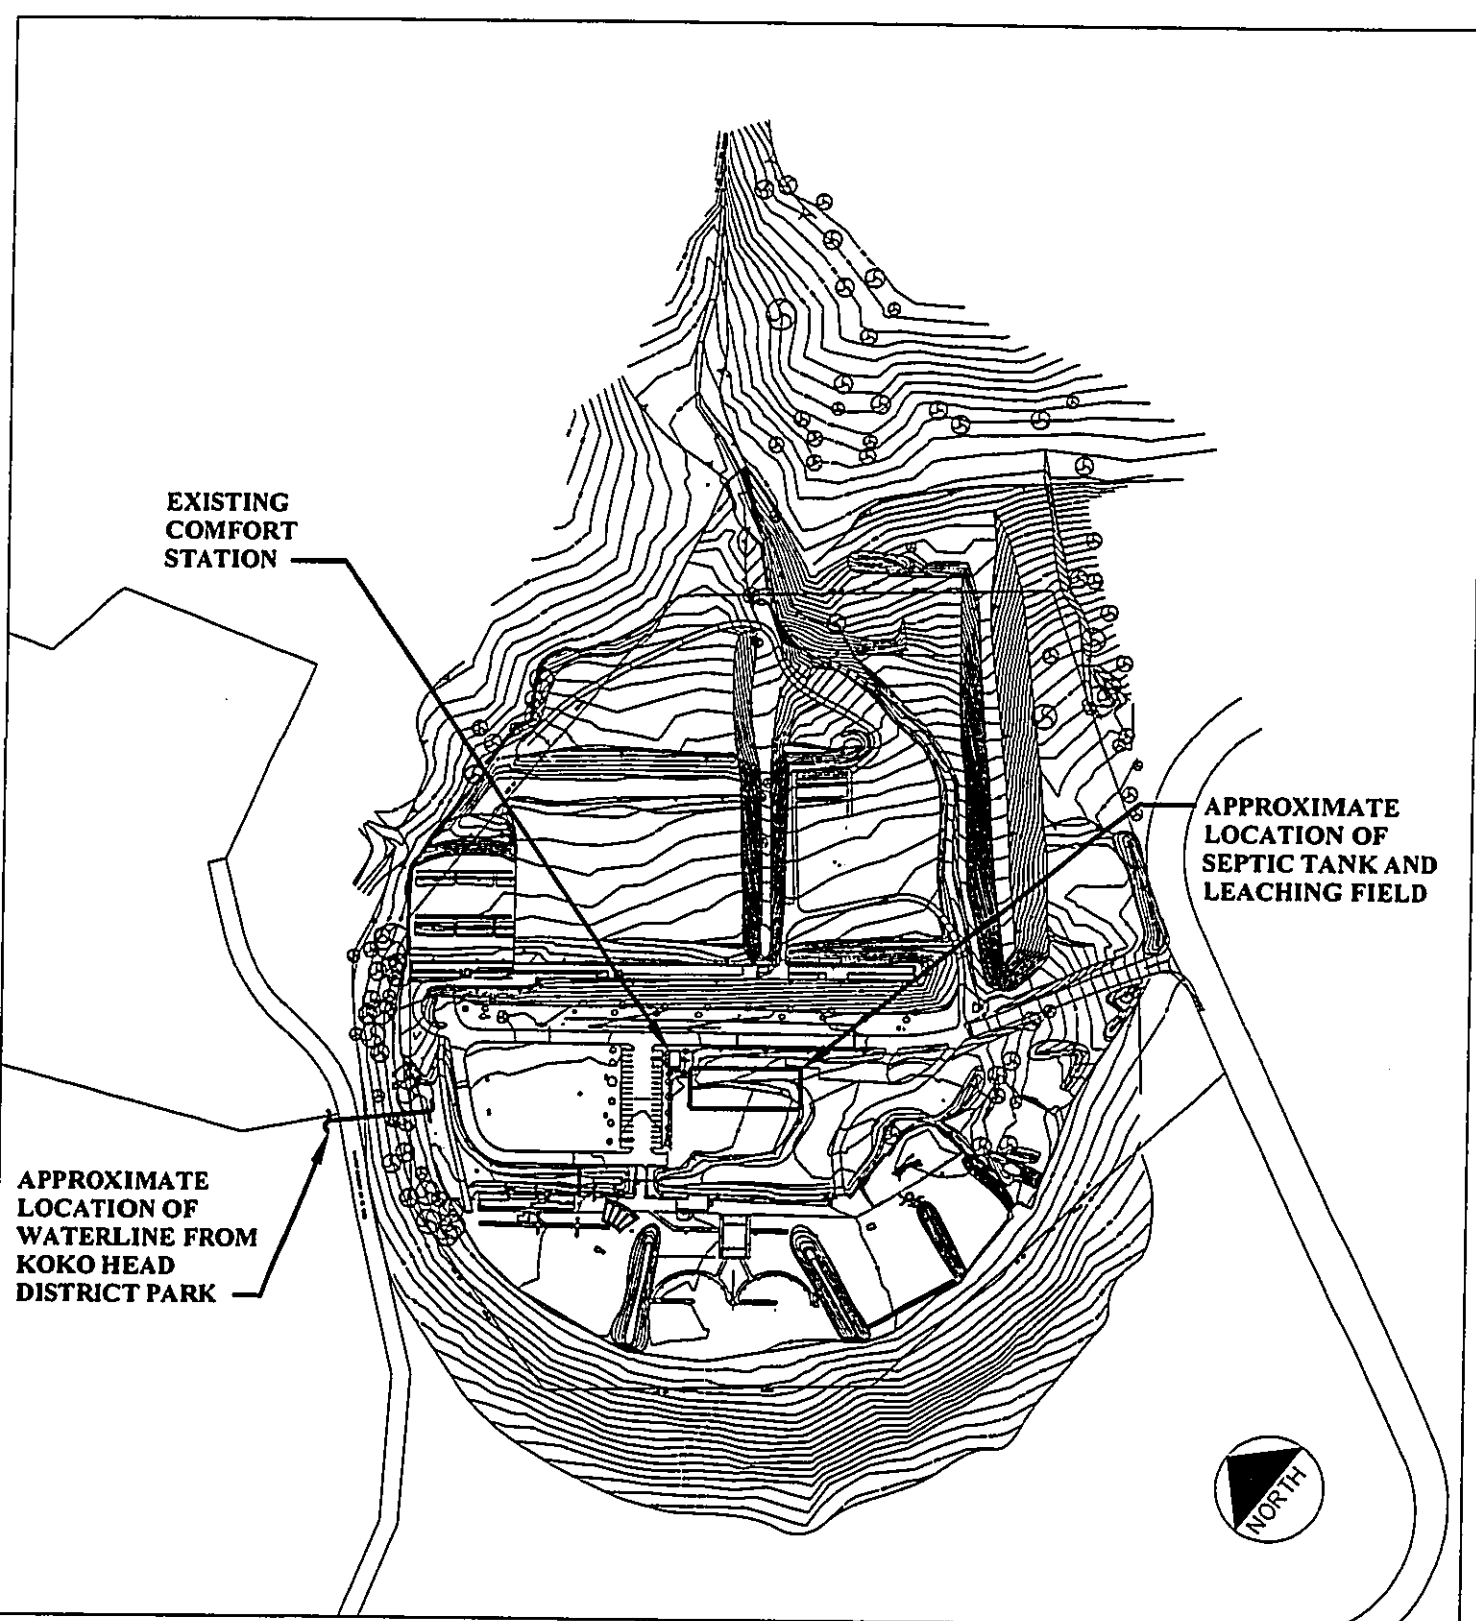 EXISTING
COMFORT
STATION
APPROXIMATE
LOCATION OF
SEPTIC TANK AND
LEACHING FIELD
APPROXIMATE
LOCATION OF
WATERLINE FROM
KOKO HEAD
DISTRICT PARK
NORTH